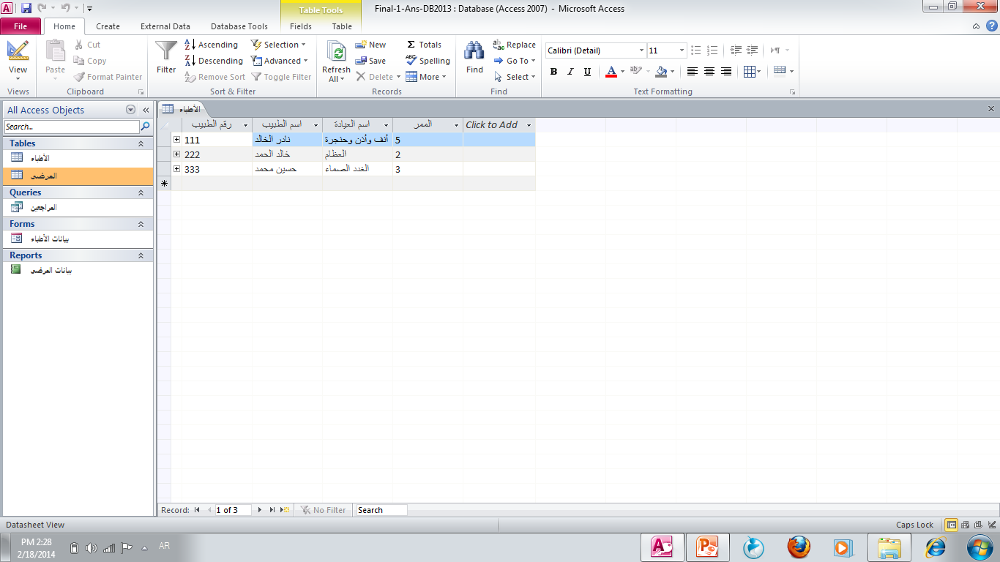 Table Tools
Final-1-Ans-DB2013 : Database (Access 2007) - Microsoft Access
File Home Create External Data Database Tools Fields Table
View
Views
Paste
Cut
Copy
Format Painter
Clipboard
Filter
Ascending
Descending
Remove Sort
Selection
Advanced
Toggle Filter
Sort & Filter
Refresh All
New
Save
Delete
Totals
Spelling
More
Records
Find
Replace
Go To
Select
Find
Calibri (Detail) 11
B I U A ab
Text Formatting
All Access Objects
Search...
Tables
الأطباء
المرضى
Queries
المراجعين
Forms
بيانات الأطباء
Reports
بيانات المرضى
الأطباء
رقم الطبيب اسم الطبيب اسم العيادة الممر Click to Add
111 نادر الخالد أنف وأذن وحنجرة 5
222 خالد الحمد العظام 2
333 حسين محمد الغدد الصماء 3
Record: 1 of 3 No Filter Search
Datasheet View Caps Lock
PM 2:28
2/18/2014
AR